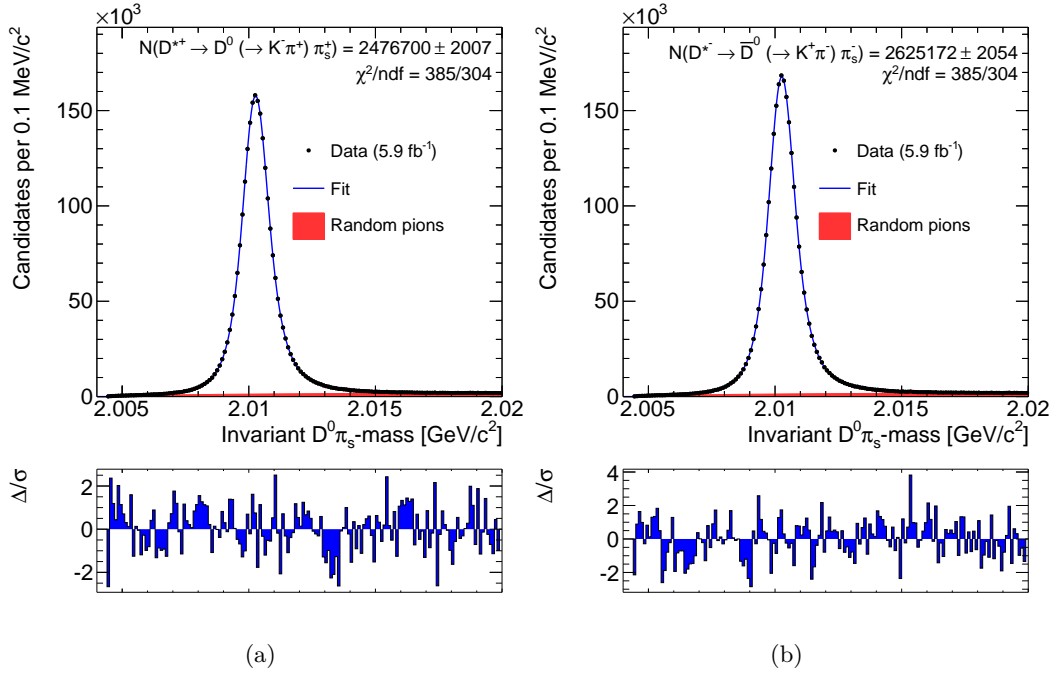 ×10³
N(D*⁺ → D⁰ (→ K⁻π⁺) πₛ⁺) = 2476700 ± 2007
χ²/ndf = 385/304
Candidates per 0.1 MeV/c²
150
100
50
0
Data (5.9 fb⁻¹)
Fit
Random pions
2.005 2.01 2.015 2.02
Invariant D⁰πₛ-mass [GeV/c²]
Δ/σ
2
0
-2
(a)
×10³
N(D*⁻ → D̅⁰ (→ K⁺π⁻) πₛ⁻) = 2625172 ± 2054
χ²/ndf = 385/304
Candidates per 0.1 MeV/c²
150
100
50
0
Data (5.9 fb⁻¹)
Fit
Random pions
2.005 2.01 2.015 2.02
Invariant D⁰πₛ-mass [GeV/c²]
Δ/σ
4
2
0
-2
(b)